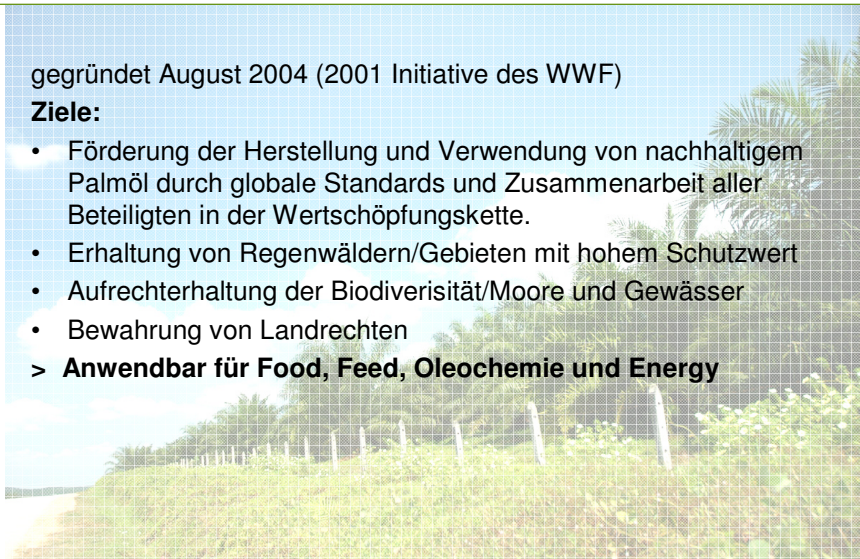 gegründet August 2004 (2001 Initiative des WWF)
Ziele:
• Förderung der Herstellung und Verwendung von nachhaltigem
Palmöl durch globale Standards und Zusammenarbeit aller
Beteiligten in der Wertschöpfungskette.
• Erhaltung von Regenwäldern/Gebieten mit hohem Schutzwert
• Aufrechterhaltung der Biodiverisität/Moore und Gewässer
• Bewahrung von Landrechten
> Anwendbar für Food, Feed, Oleochemie und Energy